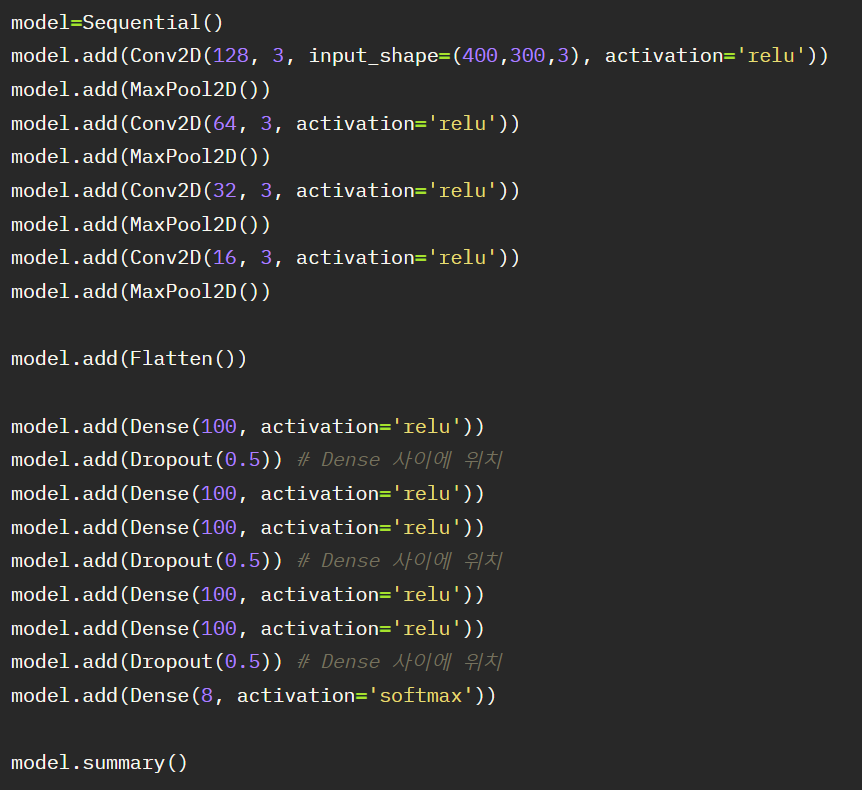 model=Sequential()
model.add(Conv2D(128, 3, input_shape=(400,300,3), activation='relu'))
model.add(MaxPool2D())
model.add(Conv2D(64, 3, activation='relu'))
model.add(MaxPool2D())
model.add(Conv2D(32, 3, activation='relu'))
model.add(MaxPool2D())
model.add(Conv2D(16, 3, activation='relu'))
model.add(MaxPool2D())

model.add(Flatten())

model.add(Dense(100, activation='relu'))
model.add(Dropout(0.5)) # Dense 사이에 위치
model.add(Dense(100, activation='relu'))
model.add(Dense(100, activation='relu'))
model.add(Dropout(0.5)) # Dense 사이에 위치
model.add(Dense(100, activation='relu'))
model.add(Dense(100, activation='relu'))
model.add(Dropout(0.5)) # Dense 사이에 위치
model.add(Dense(8, activation='softmax'))

model.summary()